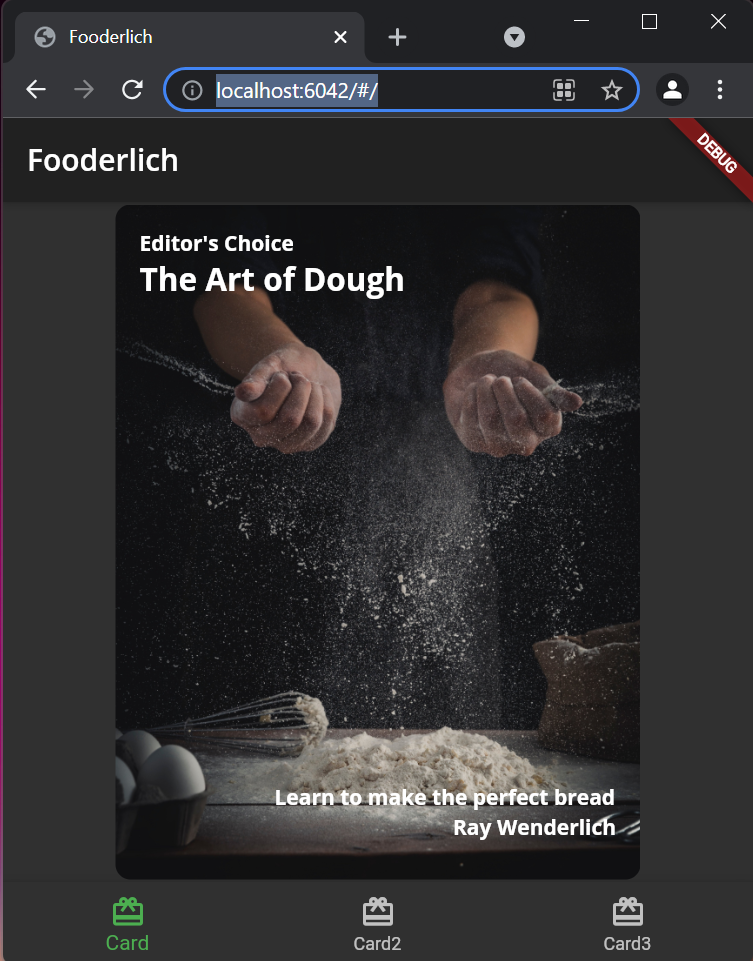 Fooderlich
localhost:6042/#/
Fooderlich
DEBUG
Editor's Choice
The Art of Dough
Learn to make the perfect bread
Ray Wenderlich
Card
Card2
Card3